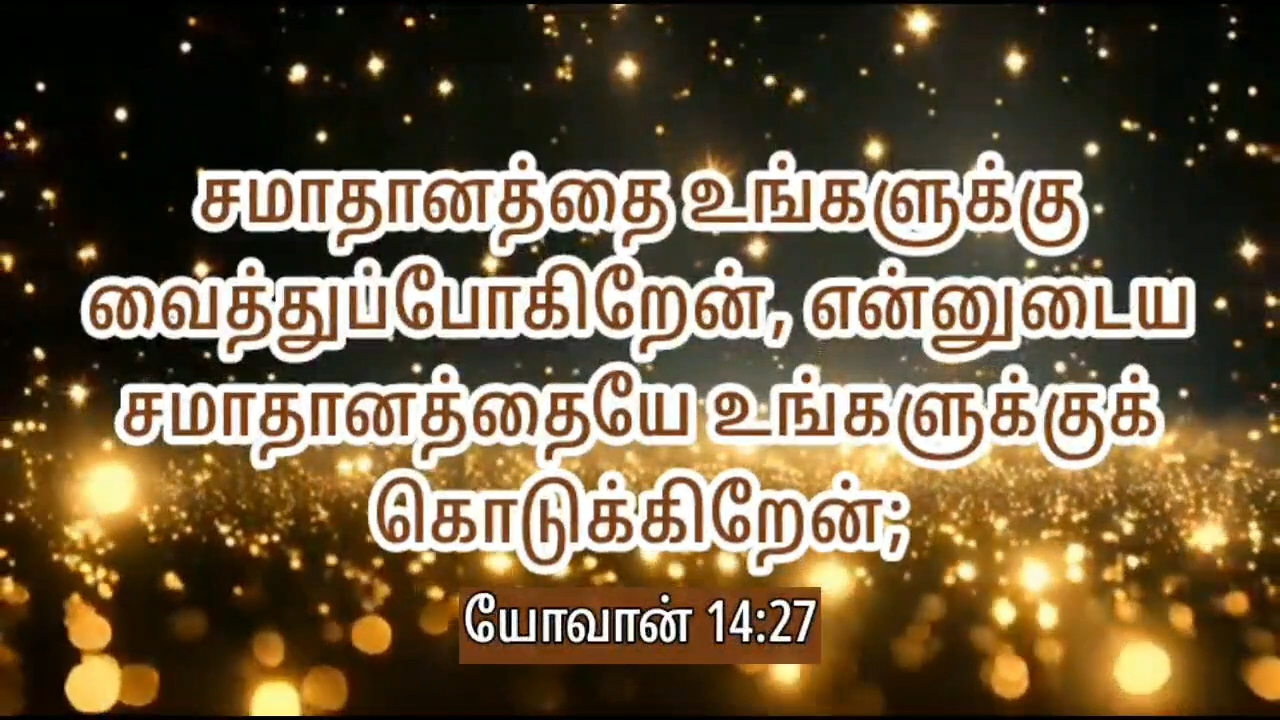 சமாதானத்தை உங்களுக்கு
வைத்துப்போகிறேன், என்னுடைய
சமாதானத்தையே உங்களுக்குக்
கொடுக்கிறேன்;
யோவான் 14:27